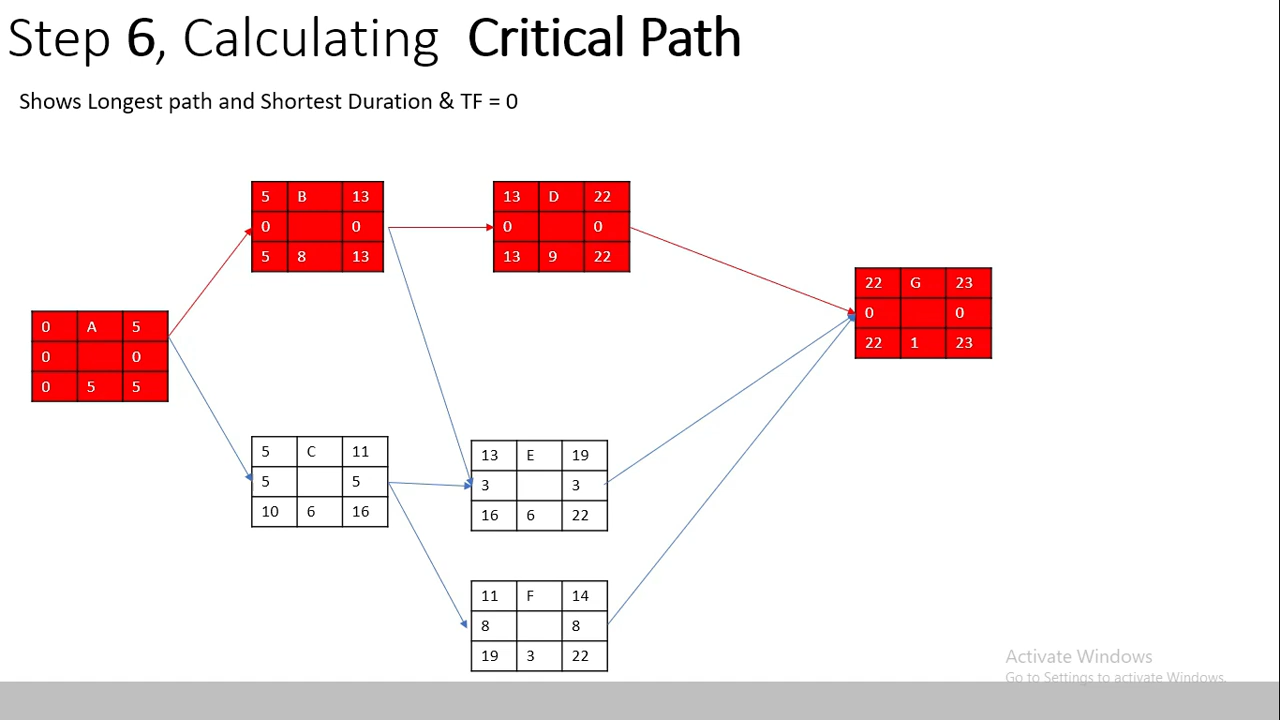 Step 6, Calculating Critical Path
Shows Longest path and Shortest Duration & TF = 0
5 B 13
0 0
5 8 13
13 D 22
0 0
13 9 22
22 G 23
0 0
22 1 23
0 A 5
0 0
0 5 5
5 C 11
5 5
10 6 16
13 E 19
3 3
16 6 22
11 F 14
8 8
19 3 22
Activate Windows
Go to Settings to activate Windows.